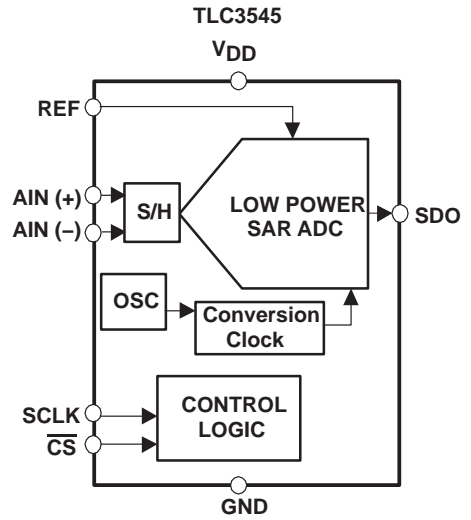 TLC3545
VDD
REF
AIN (+)
AIN (−)
S/H
LOW POWER
SAR ADC
SDO
OSC
Conversion
Clock
SCLK
CS
CONTROL
LOGIC
GND